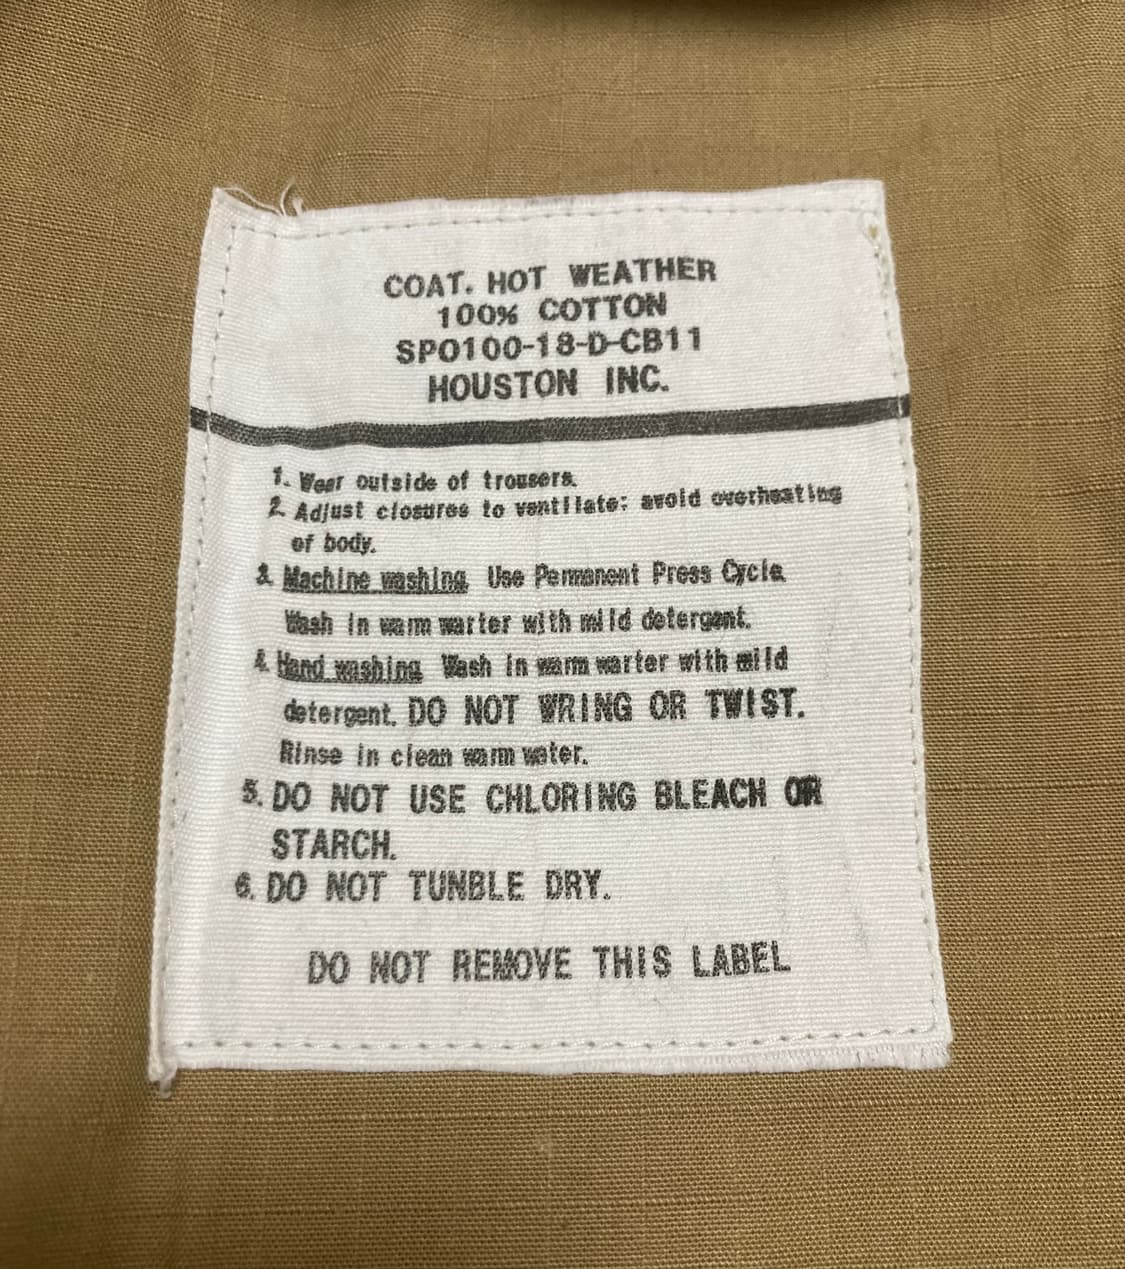 COAT. HOT WEATHER
100% COTTON
SPO100-18-D-CB11
HOUSTON INC.
1. Wear outside of trousers.
2. Adjust closures to ventilate; avoid overheating
of body.
3. Machine washing. Use Permanent Press Cycle.
Wash in warm warter with mild detergent.
4. Hand washing. Wash in warm warter with mild
detergent. DO NOT WRING OR TWIST.
Rinse in clean warm water.
5. DO NOT USE CHLORING BLEACH OR
STARCH.
6. DO NOT TUNBLE DRY.
DO NOT REMOVE THIS LABEL